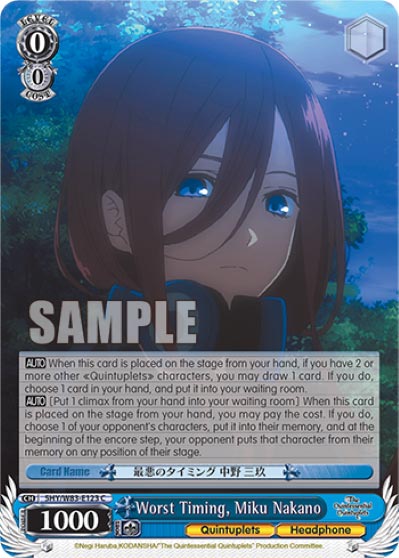 LEVEL
0
0
COST
SAMPLE
AUTO When this card is placed on the stage from your hand, if you have 2 or
more other «Quintuplets» characters, you may draw 1 card. If you do,
choose 1 card in your hand, and put it into your waiting room.
AUTO [Put 1 climax from your hand into your waiting room] When this card
is placed on the stage from your hand, you may pay the cost. If you do,
choose 1 of your opponent's characters, put it into their memory, and at the
beginning of the encore step, your opponent puts that character from
their memory on any position of their stage.
Card Name
最悪のタイミング 中野 三玖
CH 5HY/W83-E123 C
Worst Timing, Miku Nakano
The Quintessential Quintuplets
1000
Quintuplets
Headphone
©Negi Haruba,KODANSHA/"The Quintessential Quintuplets" Production Committee